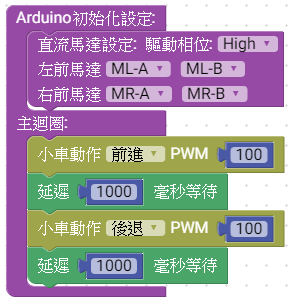 Arduino初始化設定:
直流馬達設定: 驅動相位: High
左前馬達 ML-A ML-B
右前馬達 MR-A MR-B
主迴圈:
小車動作 前進 PWM 100
延遲 1000 毫秒等待
小車動作 後退 PWM 100
延遲 1000 毫秒等待